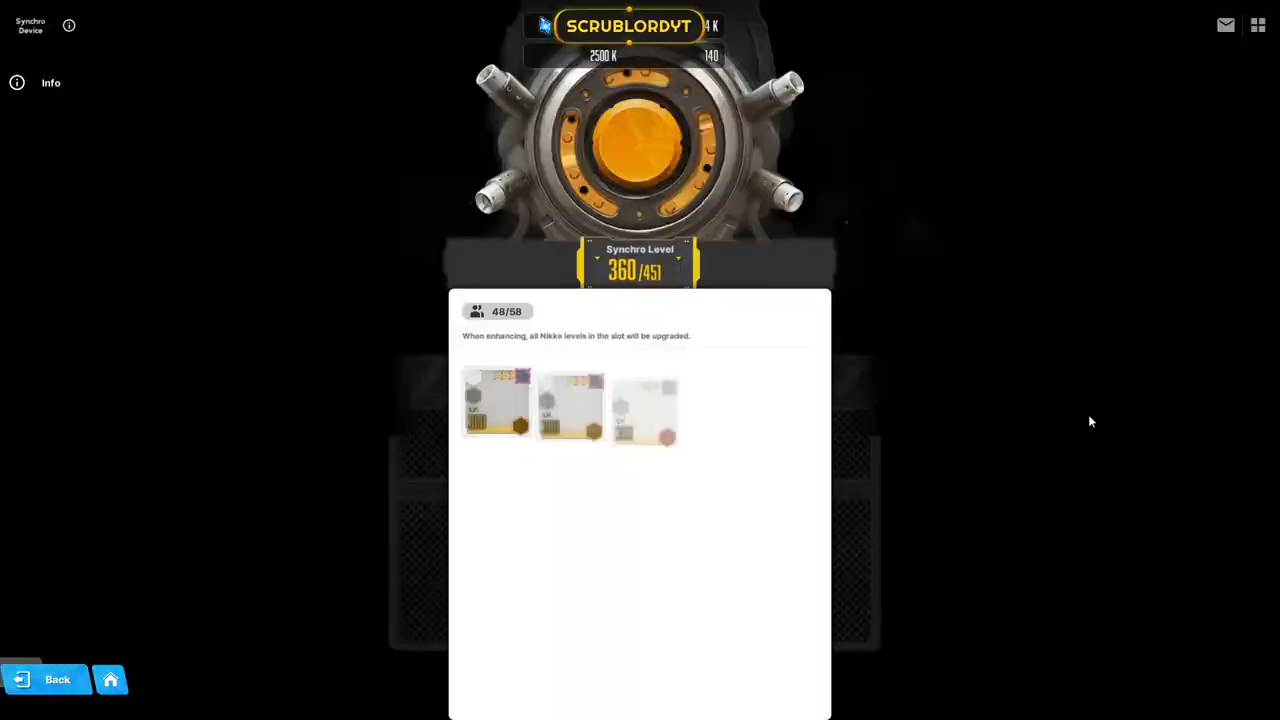 Synchro
Device
SCRUBLORDYT
4 K
2500 K
140
Info
Synchro Level
360/451
48/58
When enhancing, all Nikke levels in the slot will be upgraded.
Back